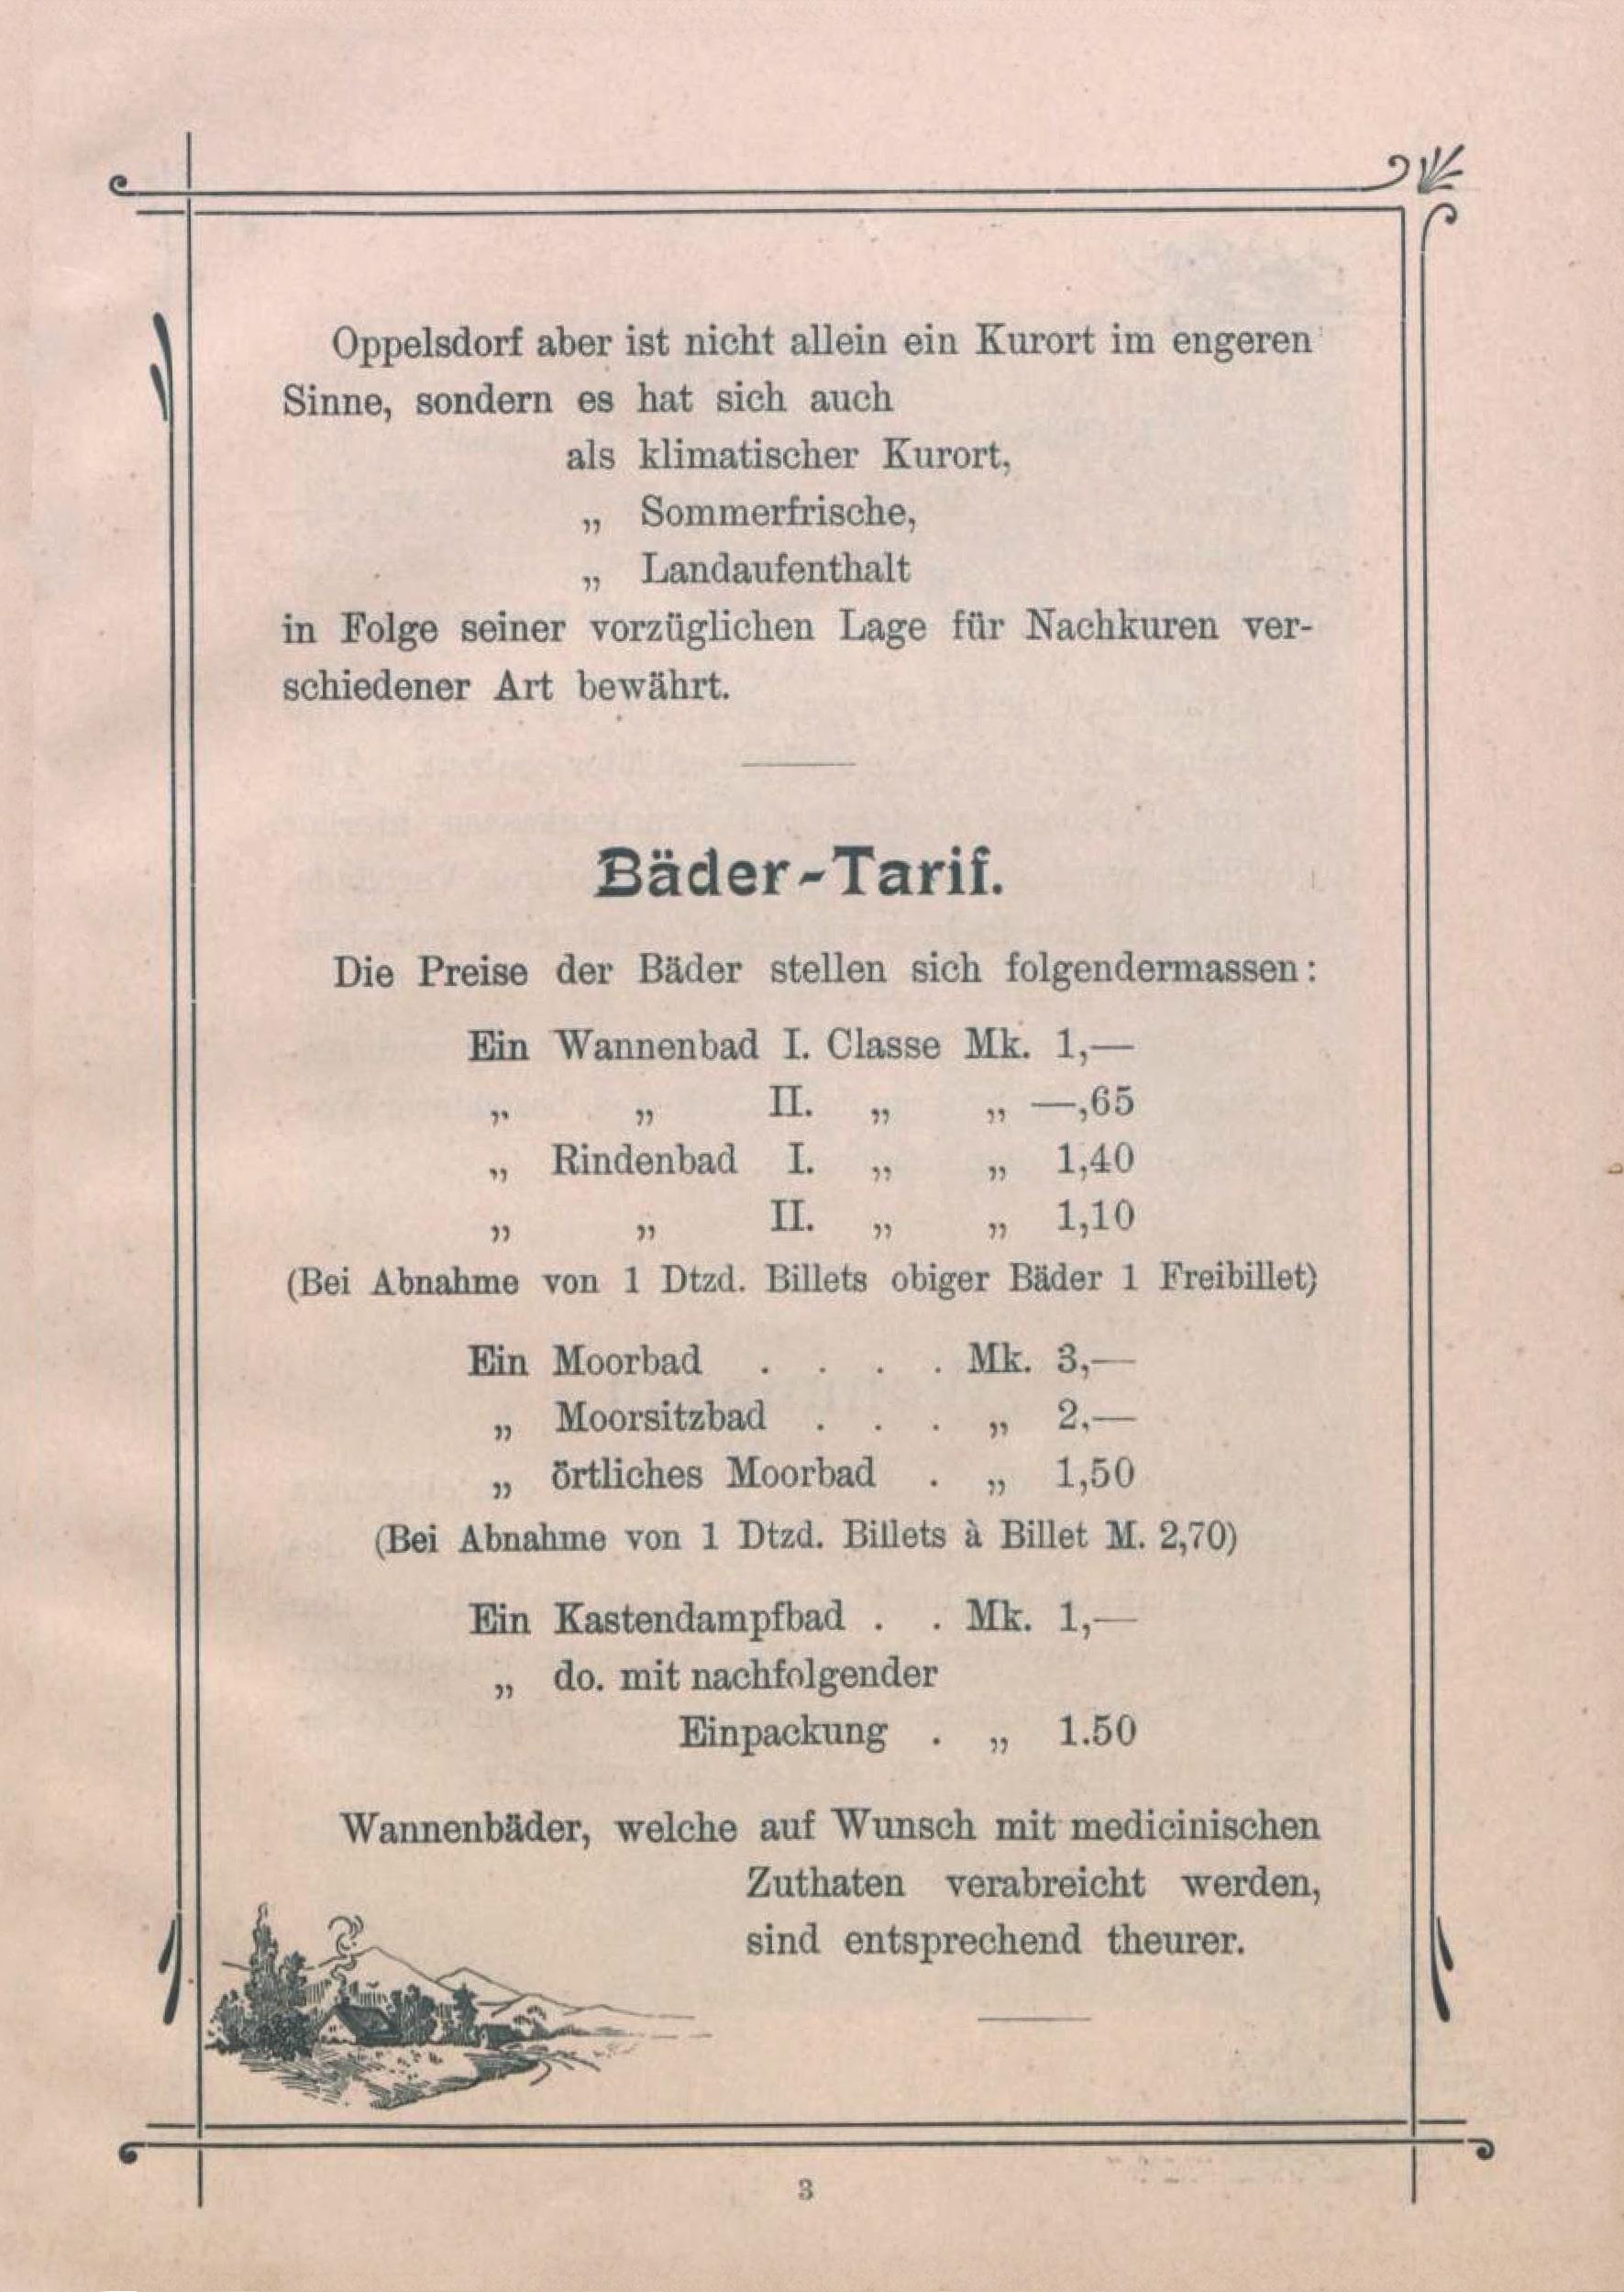 Oppelsdorf aber ist nicht allein ein Kurort im engeren
Sinne, sondern es hat sich auch
als klimatischer Kurort,
„ Sommerfrische,
„ Landaufenthalt
in Folge seiner vorzüglichen Lage für Nachkuren ver-
schiedener Art bewährt.
Bäder-Tarif.
Die Preise der Bäder stellen sich folgendermassen:
Ein Wannenbad I. Classe Mk. 1,—
„ „ II. „ „ —,65
„ Rindenbad I. „ „ 1,40
„ „ II. „ „ 1,10
(Bei Abnahme von 1 Dtzd. Billets obiger Bäder 1 Freibillet)
Ein Moorbad . . . . Mk. 3,—
„ Moorsitzbad . . . „ 2.—
„ örtliches Moorbad . „ 1,50
(Bei Abnahme von 1 Dtzd. Billets à Billet M. 2,70)
Ein Kastendampfbad . . Mk. 1,—
„ do. mit nachfolgender
Einpackung . „ 1.50
Wannenbäder, welche auf Wunsch mit medicinischen
Zuthaten verabreicht werden,
sind entsprechend theurer.
3